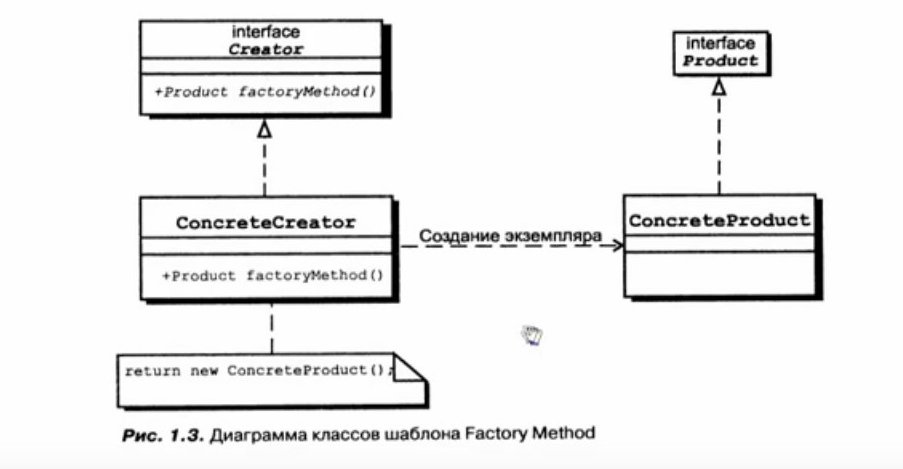 interface
Creator
+Product factoryMethod()
interface
Product
ConcreteCreator
+Product factoryMethod()
Создание экземпляра
ConcreteProduct
return new ConcreteProduct();
Рис. 1.3. Диаграмма классов шаблона Factory Method